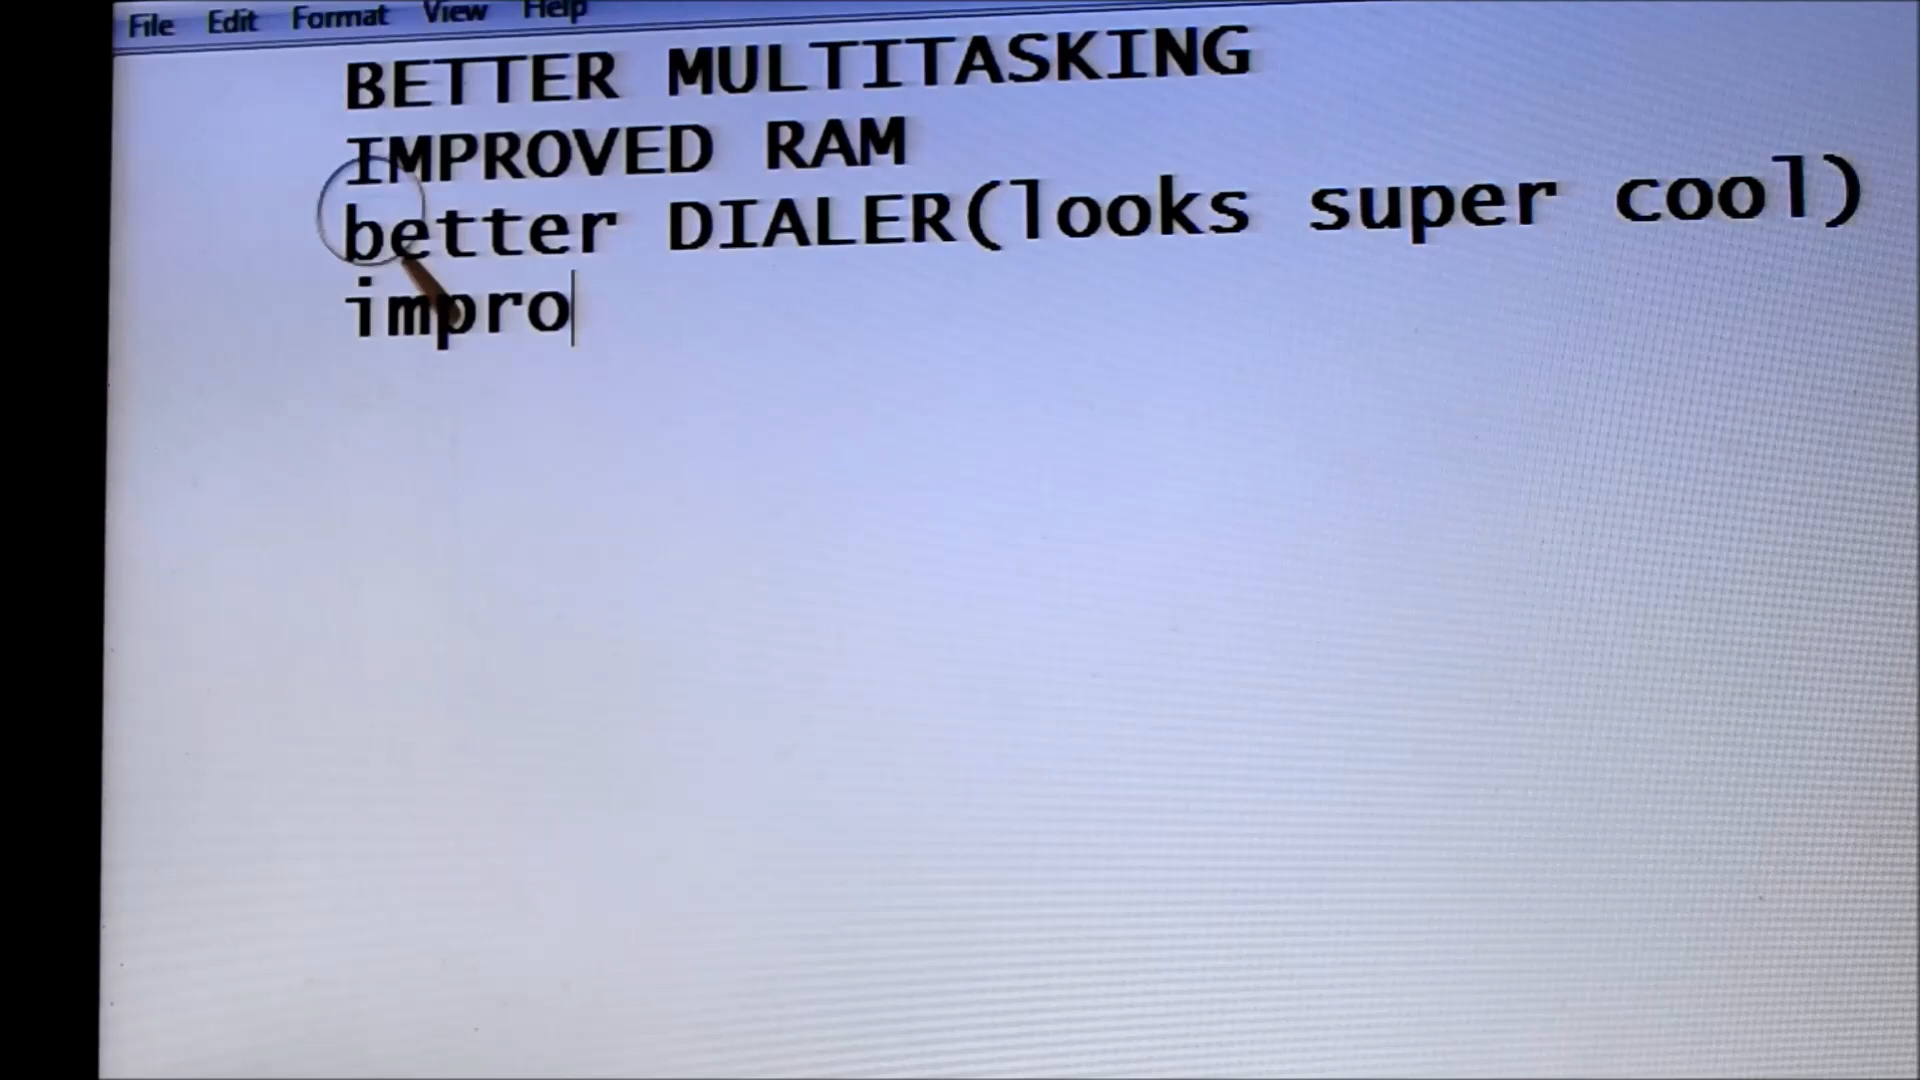 File Edit Format View Help
BETTER MULTITASKING
IMPROVED RAM
better DIALER(looks super cool)
impro